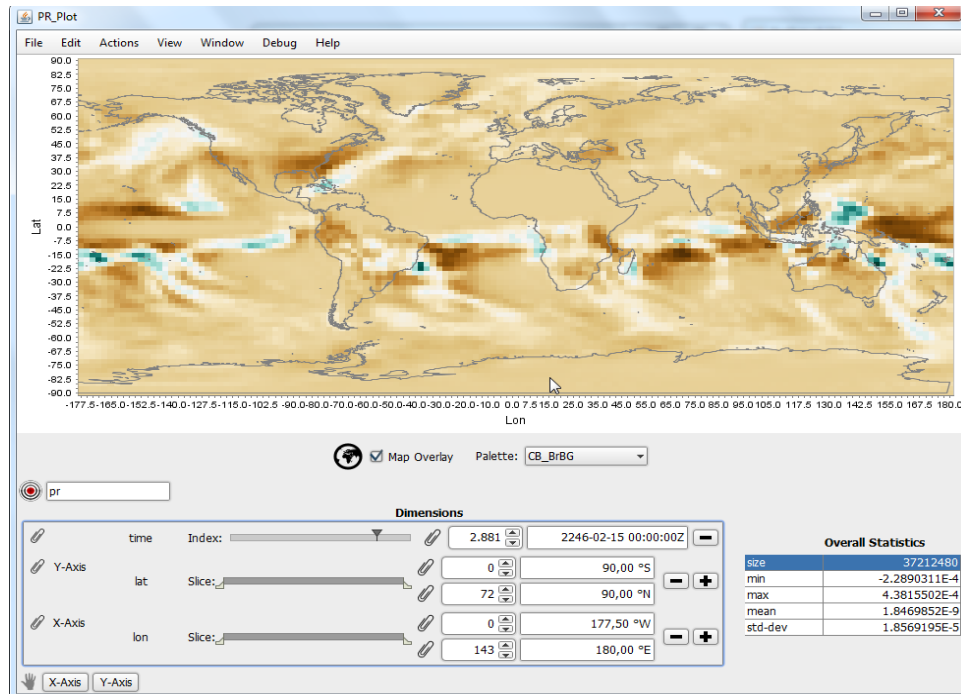 PR_Plot
File Edit Actions View Window Debug Help
90.0
82.5
75.0
67.5
60.0
52.5
45.0
37.5
30.0
22.5
15.0
7.5
0.0
-7.5
-15.0
-22.5
-30.0
-37.5
-45.0
-52.5
-60.0
-67.5
-75.0
-82.5
-90.0
Lat
-177.5-165.0-152.5-140.0-127.5-115.0-102.5 -90.0 -80.0 -70.0 -60.0 -50.0 -40.0 -30.0 -20.0 -10.0 0.0 7.5 15.0 25.0 35.0 45.0 55.0 65.0 75.0 85.0 95.0 105.0 117.5 130.0 142.5 155.0 167.5 180.0
Lon
Map Overlay Palette: CB_BrBG
pr
Dimensions
time Index: 2.881 2246-02-15 00:00:00Z
Y-Axis lat Slice: 0 90,00 °S
72 90,00 °N
X-Axis lon Slice: 0 177,50 °W
143 180,00 °E
Overall Statistics
size 37212480
min -2.2890311E-4
max 4.3815502E-4
mean 1.8469852E-9
std-dev 1.8569195E-5
X-Axis Y-Axis